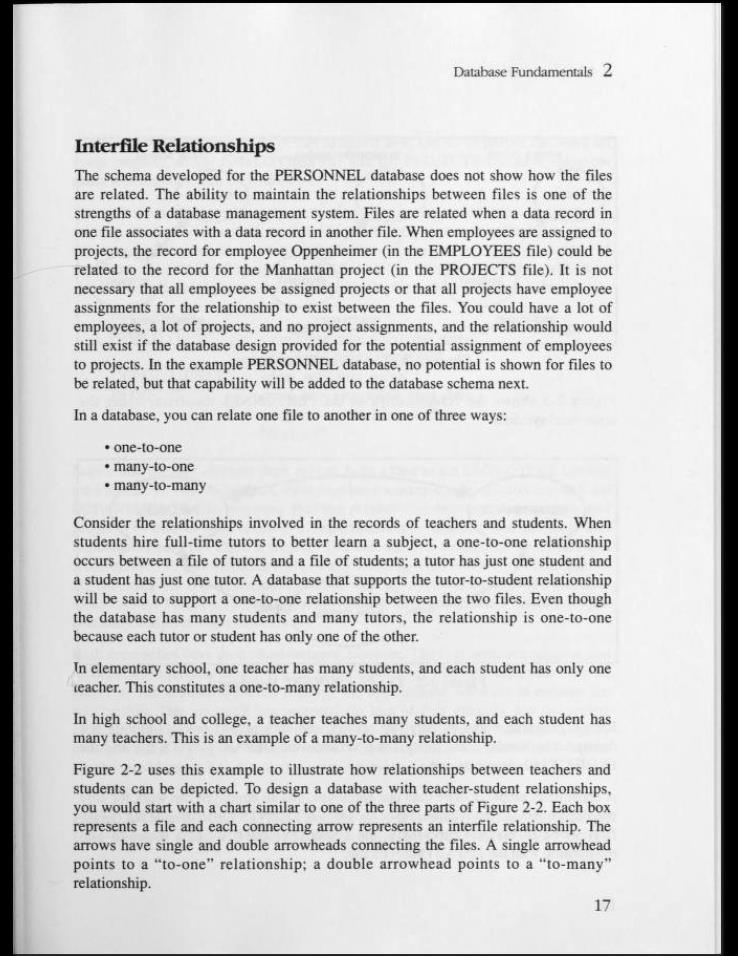 Database Fundamentals 2
Interfile Relationships
The schema developed for the PERSONNEL database does not show how the files
are related. The ability to maintain the relationships between files is one of the
strengths of a database management system. Files are related when a data record in
one file associates with a data record in another file. When employees are assigned to
projects, the record for employee Oppenheimer (in the EMPLOYEES file) could be
related to the record for the Manhattan project (in the PROJECTS file). It is not
necessary that all employees be assigned projects or that all projects have employee
assignments for the relationship to exist between the files. You could have a lot of
employees, a lot of projects, and no project assignments, and the relationship would
still exist if the database design provided for the potential assignment of employees
to projects. In the example PERSONNEL database, no potential is shown for files to
be related, but that capability will be added to the database schema next.
In a database, you can relate one file to another in one of three ways:
• one-to-one
• many-to-one
• many-to-many
Consider the relationships involved in the records of teachers and students. When
students hire full-time tutors to better learn a subject, a one-to-one relationship
occurs between a file of tutors and a file of students; a tutor has just one student and
a student has just one tutor. A database that supports the tutor-to-student relationship
will be said to support a one-to-one relationship between the two files. Even though
the database has many students and many tutors, the relationship is one-to-one
because each tutor or student has only one of the other.
In elementary school, one teacher has many students, and each student has only one
teacher. This constitutes a one-to-many relationship.
In high school and college, a teacher teaches many students, and each student has
many teachers. This is an example of a many-to-many relationship.
Figure 2-2 uses this example to illustrate how relationships between teachers and
students can be depicted. To design a database with teacher-student relationships,
you would start with a chart similar to one of the three parts of Figure 2-2. Each box
represents a file and each connecting arrow represents an interfile relationship. The
arrows have single and double arrowheads connecting the files. A single arrowhead
points to a “to-one” relationship; a double arrowhead points to a “to-many”
relationship.
17